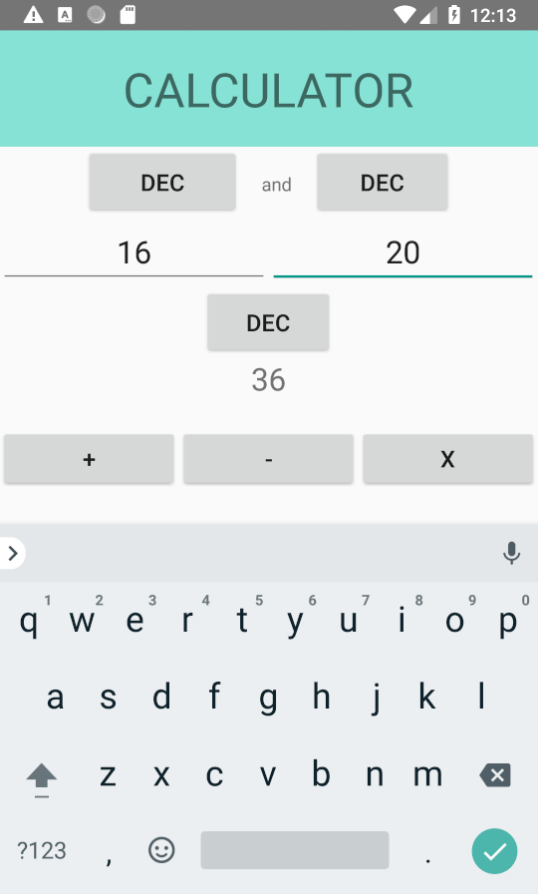 12:13
CALCULATOR
DEC and DEC
16 20
DEC
36
+ - X
1 2 3 4 5 6 7 8 9 0
q w e r t y u i o p
a s d f g h j k l
z x c v b n m
?123 , .